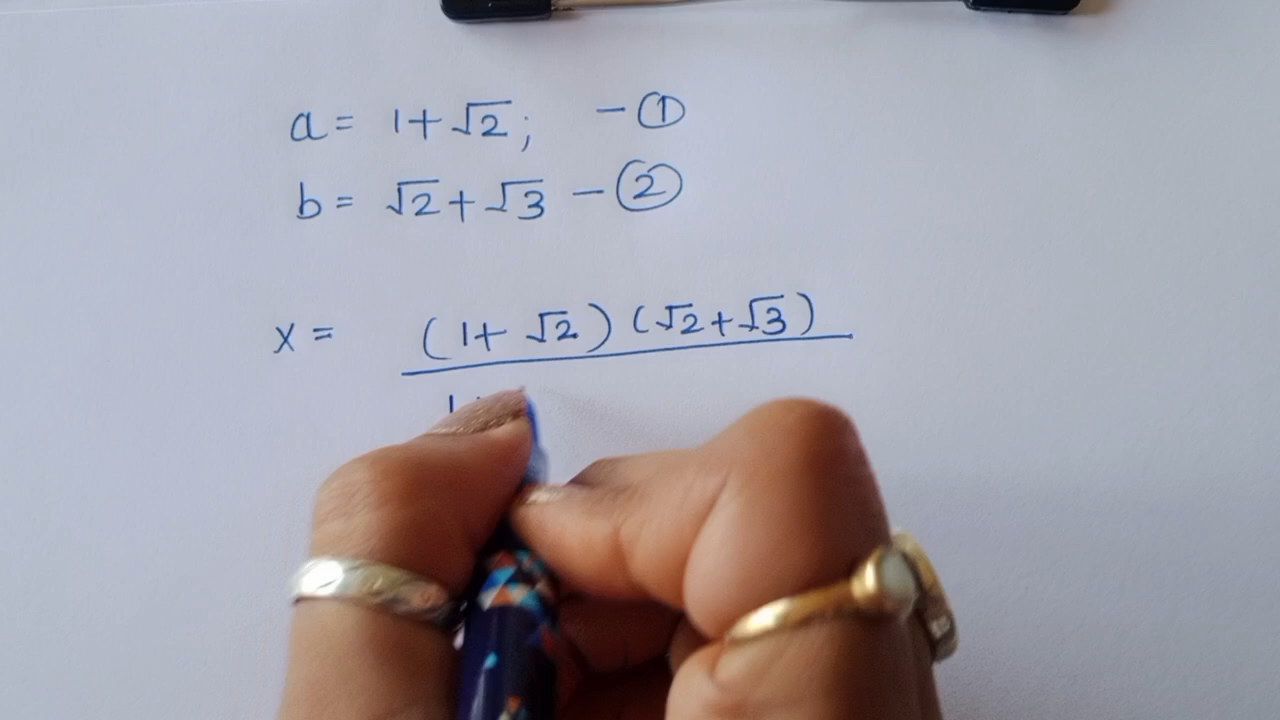 a = 1+√2; - ①
b = √2+√3 - ②
x = (1+ √2) (√2+√3)